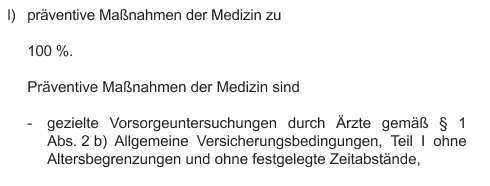 l) präventive Maßnahmen der Medizin zu
100 %.
Präventive Maßnahmen der Medizin sind
- gezielte Vorsorgeuntersuchungen durch Ärzte gemäß § 1
Abs. 2 b) Allgemeine Versicherungsbedingungen, Teil I ohne
Altersbegrenzungen und ohne festgelegte Zeitabstände,